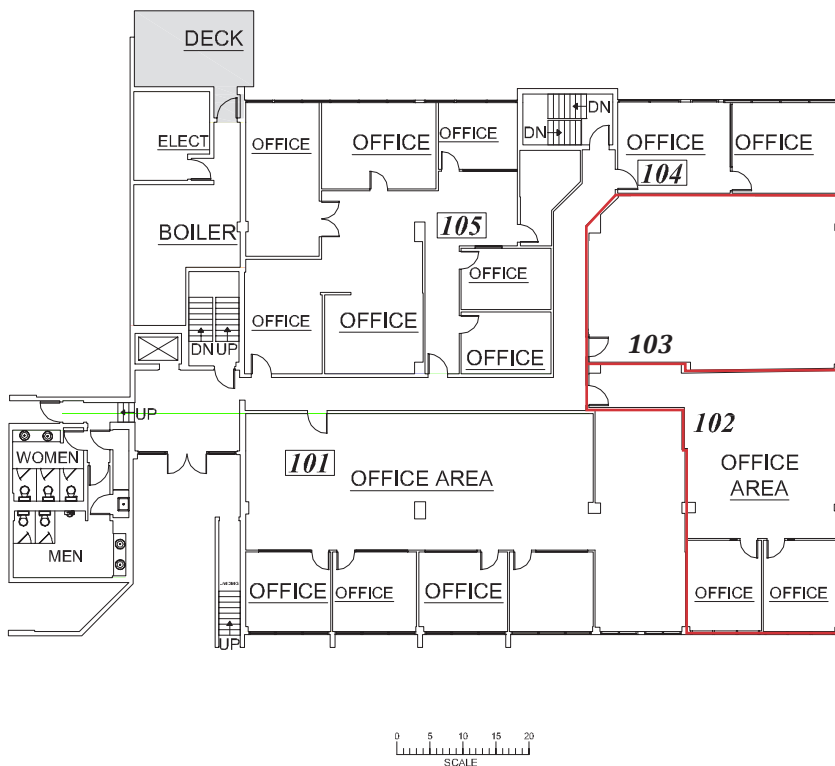 DECK
ELECT
OFFICE
OFFICE
OFFICE
DN
DN
OFFICE
104
OFFICE
BOILER
105
OFFICE
OFFICE
OFFICE
OFFICE
DN UP
103
UP
WOMEN
MEN
101
OFFICE AREA
102
OFFICE
AREA
OFFICE
OFFICE
OFFICE
OFFICE
OFFICE
UP
0 5 10 15 20
SCALE